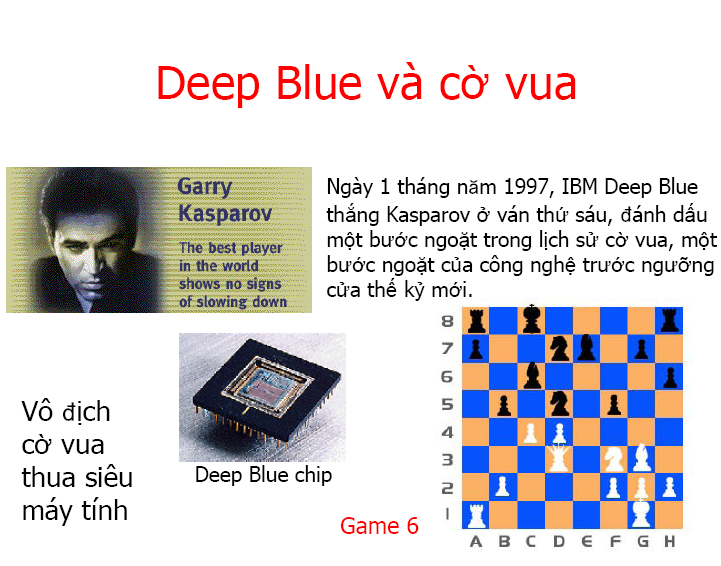 Deep Blue và cờ vua
Garry
Kasparov
The best player
in the world
shows no signs
of slowing down
Ngày 1 tháng năm 1997, IBM Deep Blue
thắng Kasparov ở ván thứ sáu, đánh dấu
một bước ngoặt trong lịch sử cờ vua, một
bước ngoặt của công nghệ trước ngưỡng
cửa thế kỷ mới.
Vô địch
cờ vua
thua siêu
máy tính
Deep Blue chip
Game 6
8
7
6
5
4
3
2
1
A B C D E F G H